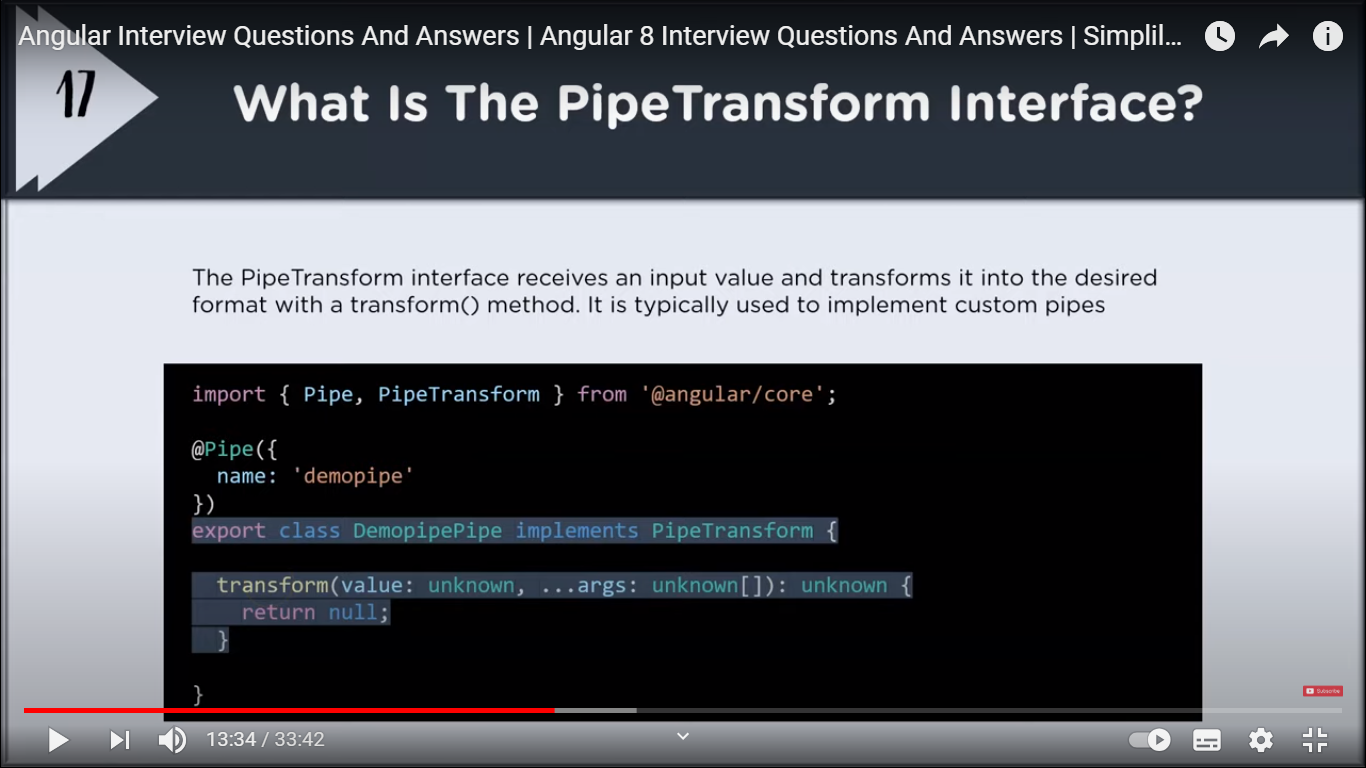 Angular Interview Questions And Answers | Angular 8 Interview Questions And Answers | Simplil...
17
What Is The PipeTransform Interface?
The PipeTransform interface receives an input value and transforms it into the desired
format with a transform() method. It is typically used to implement custom pipes
import { Pipe, PipeTransform } from '@angular/core';
@Pipe({
  name: 'demopipe'
})
export class DemopipePipe implements PipeTransform {
  transform(value: unknown, ...args: unknown[]): unknown {
    return null;
  }
}
Subscribe
13:34 / 33:42